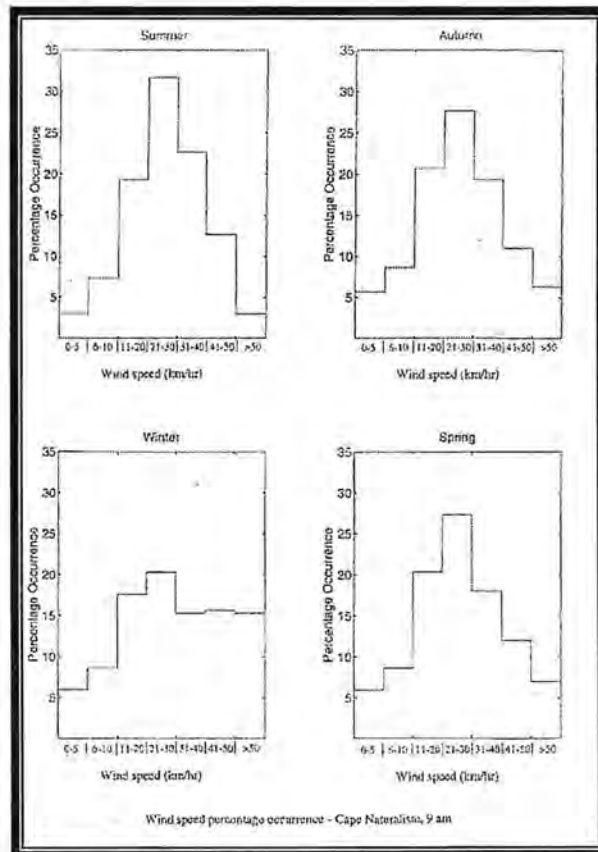 Summer
35
30
25
20
15
10
5
Percentage Occurrence
0-5 | 6-10 | 11-20 | 21-30 | 31-40 | 41-50 | >50
Wind speed (km/hr)
Autumn
35
30
25
20
15
10
5
Percentage Occurrence
0-5 | 6-10 | 11-20 | 21-30 | 31-40 | 41-50 | >50
Wind speed (km/hr)
Winter
35
30
25
20
15
10
5
Percentage Occurrence
0-5 | 6-10 | 11-20 | 21-30 | 31-40 | 41-50 | >50
Wind speed (km/hr)
Spring
35
30
25
20
15
10
5
Percentage Occurrence
0-5 | 6-10 | 11-20 | 21-30 | 31-40 | 41-50 | >50
Wind speed (km/hr)
Wind speed percentage occurrence - Cape Naturaliste, 9 am